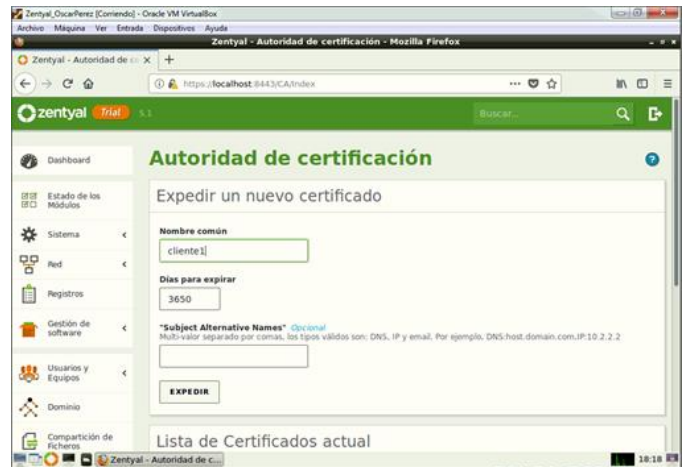 Zentyal_OscarPerez [Corriendo] - Oracle VM VirtualBox
Archivo Máquina Ver Entrada Dispositivos Ayuda
Zentyal - Autoridad de certificación - Mozilla Firefox
Zentyal - Autoridad de ce
https://localhost:8443/CA/Index
zentyal Trial 5.1
Buscar...
Dashboard
Estado de los
Módulos
Sistema
Red
Registros
Gestión de
software
Usuarios y
Equipos
Dominio
Compartición de
Ficheros
Autoridad de certificación
Expedir un nuevo certificado
Nombre común
cliente1
Días para expirar
3650
"Subject Alternative Names" Opcional
Multi-valor separado por comas, los tipos válidos son: DNS, IP y email. Por ejemplo, DNS:host.domain.com,IP:10.2.2.2
EXPEDIR
Lista de Certificados actual
Zentyal - Autoridad de c...
18:18